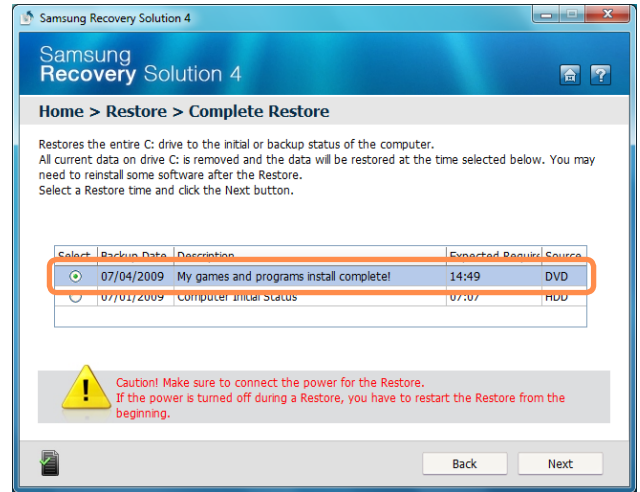 Samsung Recovery Solution 4
Samsung
Recovery Solution 4
Home > Restore > Complete Restore
Restores the entire C: drive to the initial or backup status of the computer.
All current data on drive C: is removed and the data will be restored at the time selected below. You may
need to reinstall some software after the Restore.
Select a Restore time and click the Next button.
Select Backup Date Description Expected Require Source
07/04/2009 My games and programs install complete! 14:49 DVD
07/01/2009 Computer Initial Status 07:07 HDD
Caution! Make sure to connect the power for the Restore.
If the power is turned off during a Restore, you have to restart the Restore from the
beginning.
Back Next